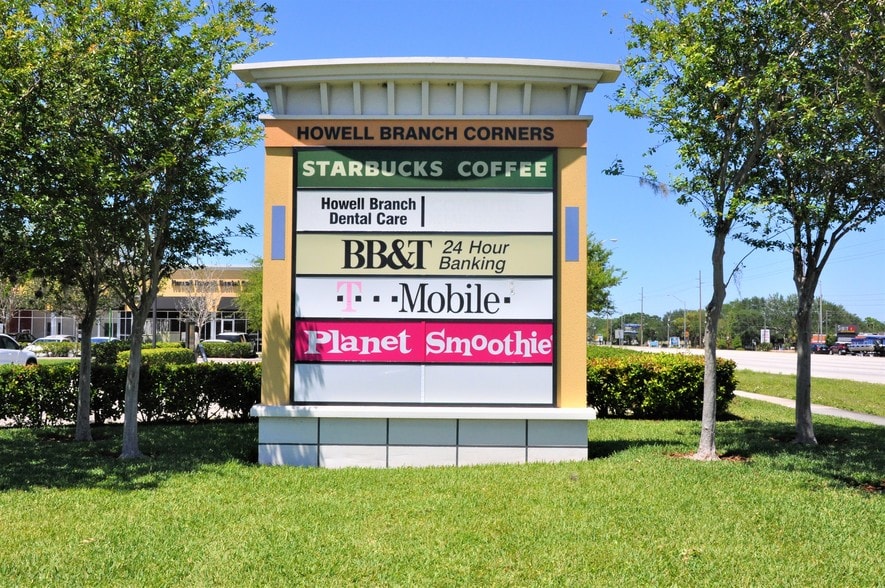 HOWELL BRANCH CORNERS
STARBUCKS COFFEE
Howell Branch
Dental Care
BB&T 24 Hour
Banking
T···Mobile·
Planet Smoothie